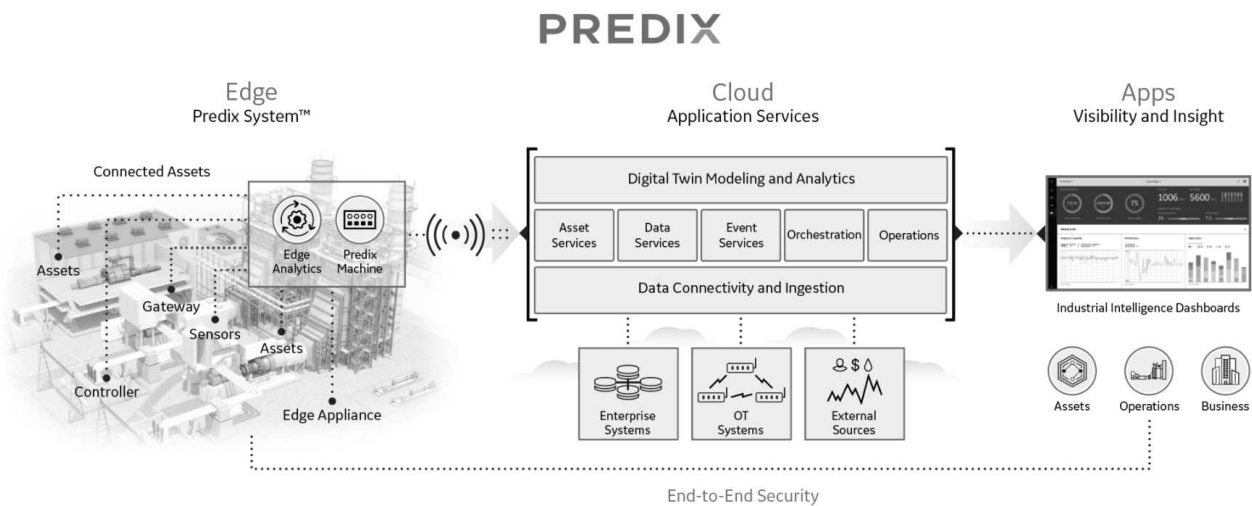 PREDIX
Edge
Predix System™
Connected Assets
Edge
Analytics
Predix
Machine
Assets
Gateway
Sensors
Assets
Controller
Edge Appliance
Cloud
Application Services
Digital Twin Modeling and Analytics
Asset
Services
Data
Services
Event
Services
Orchestration
Operations
Data Connectivity and Ingestion
Enterprise
Systems
OT
Systems
$
External
Sources
Apps
Visibility and Insight
75
1006
5600
Industrial Intelligence Dashboards
Assets
Operations
Business
End-to-End Security